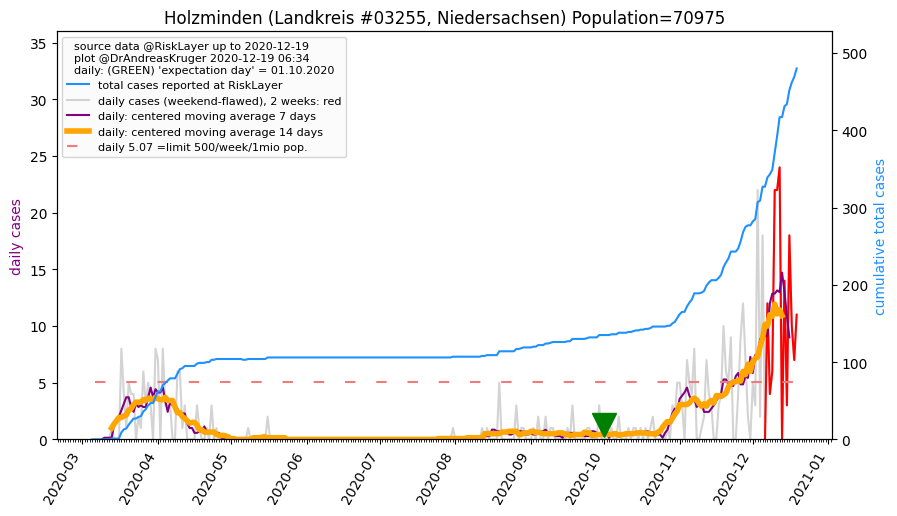 Holzminden (Landkreis #03255, Niedersachsen) Population=70975
source data @RiskLayer up to 2020-12-19
plot @DrAndreasKruger 2020-12-19 06:34
daily: (GREEN) 'expectation day' = 01.10.2020
total cases reported at RiskLayer
daily cases (weekend-flawed), 2 weeks: red
daily: centered moving average 7 days
daily: centered moving average 14 days
daily 5.07 =limit 500/week/1mio pop.
daily cases
35
30
25
20
15
10
5
0
cumulative total cases
500
400
300
200
100
0
2020-03
2020-04
2020-05
2020-06
2020-07
2020-08
2020-09
2020-10
2020-11
2020-12
2021-01